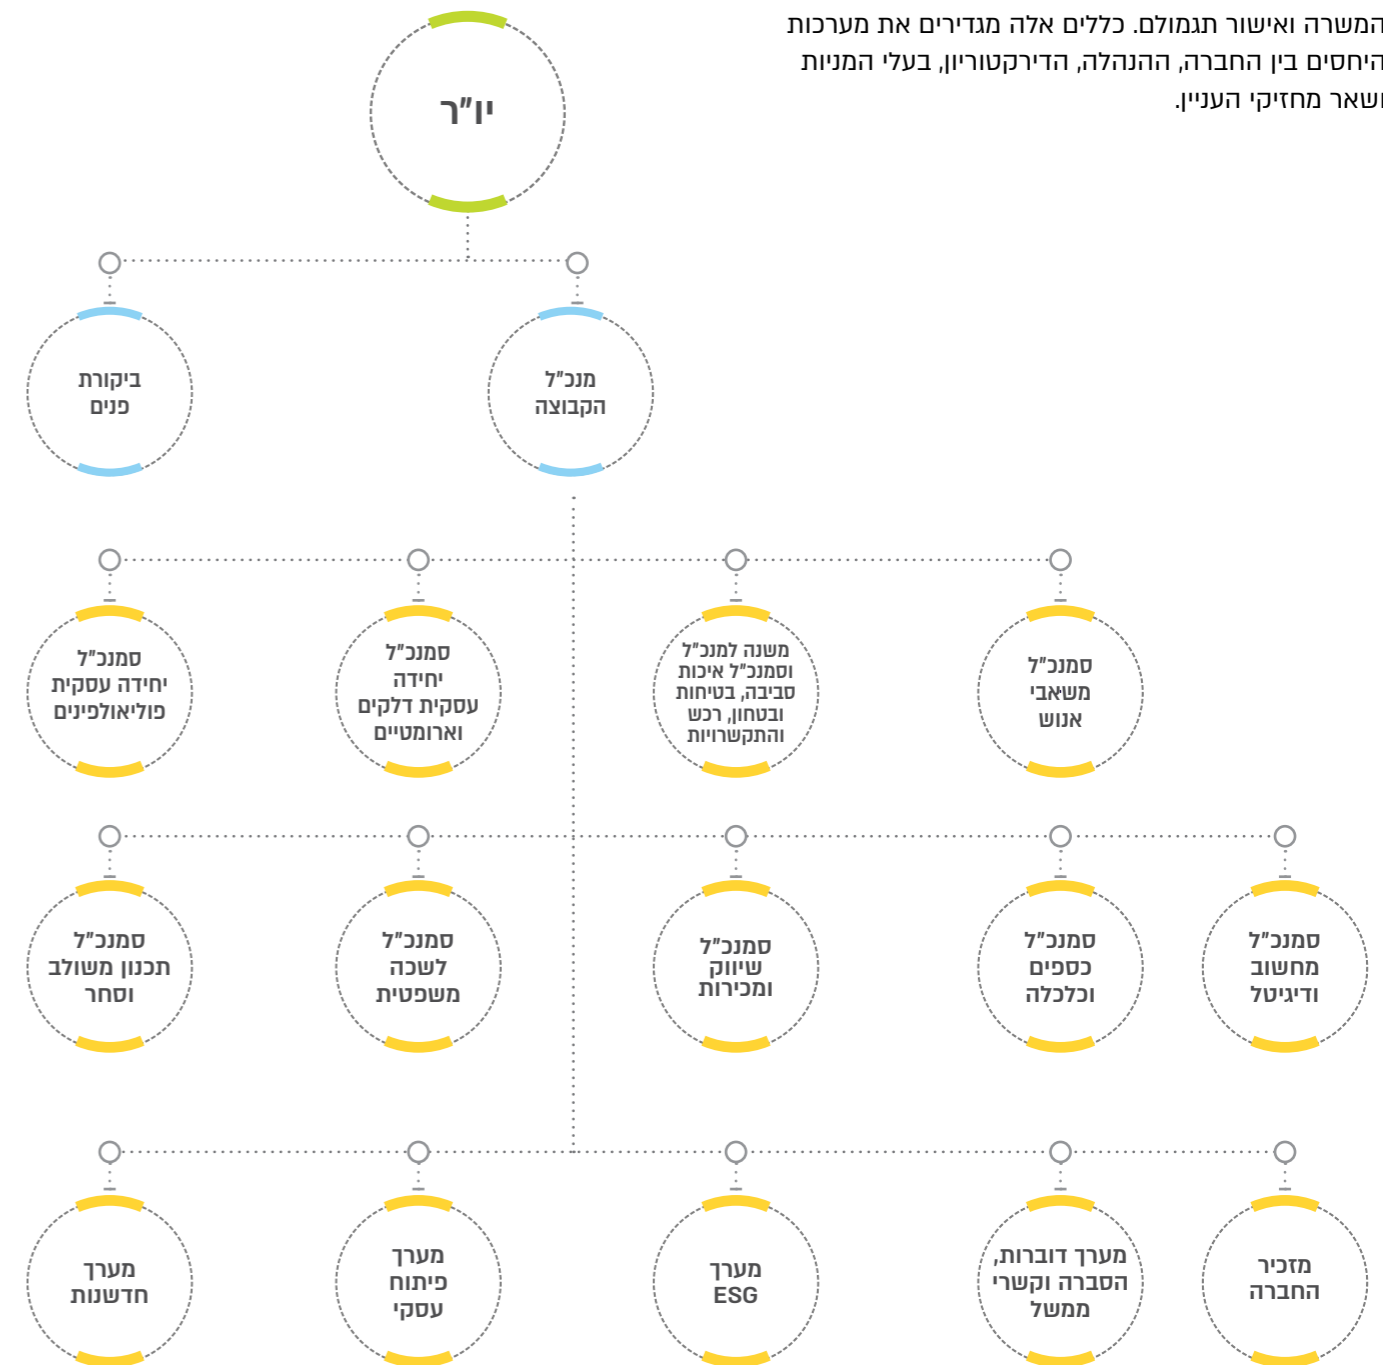 המשרה ואישור תגמולם. כללים אלה מגדירים את מערכות
היחסים בין החברה, ההנהלה, הדירקטוריון, בעלי המניות
ושאר מחזיקי העניין.
יו"ר
מנכ"ל
הקבוצה
ביקורת
פנים
סמנכ"ל
משאבי
אנוש
משנה למנכ"ל
וסמנכ"ל איכות
סביבה, בטיחות
ובטחון, רכש
והתקשרויות
סמנכ"ל
יחידה
עסקית דלקים
וארומטיים
סמנכ"ל
יחידה עסקית
פוליאולפינים
סמנכ"ל
מחשוב
ודיגיטל
סמנכ"ל
כספים
וכלכלה
סמנכ"ל
שיווק
ומכירות
סמנכ"ל
לשכה
משפטית
סמנכ"ל
תכנון משולב
וסחר
מזכיר
החברה
מערך דוברות,
הסברה וקשרי
ממשל
מערך
ESG
מערך
פיתוח
עסקי
מערך
חדשנות